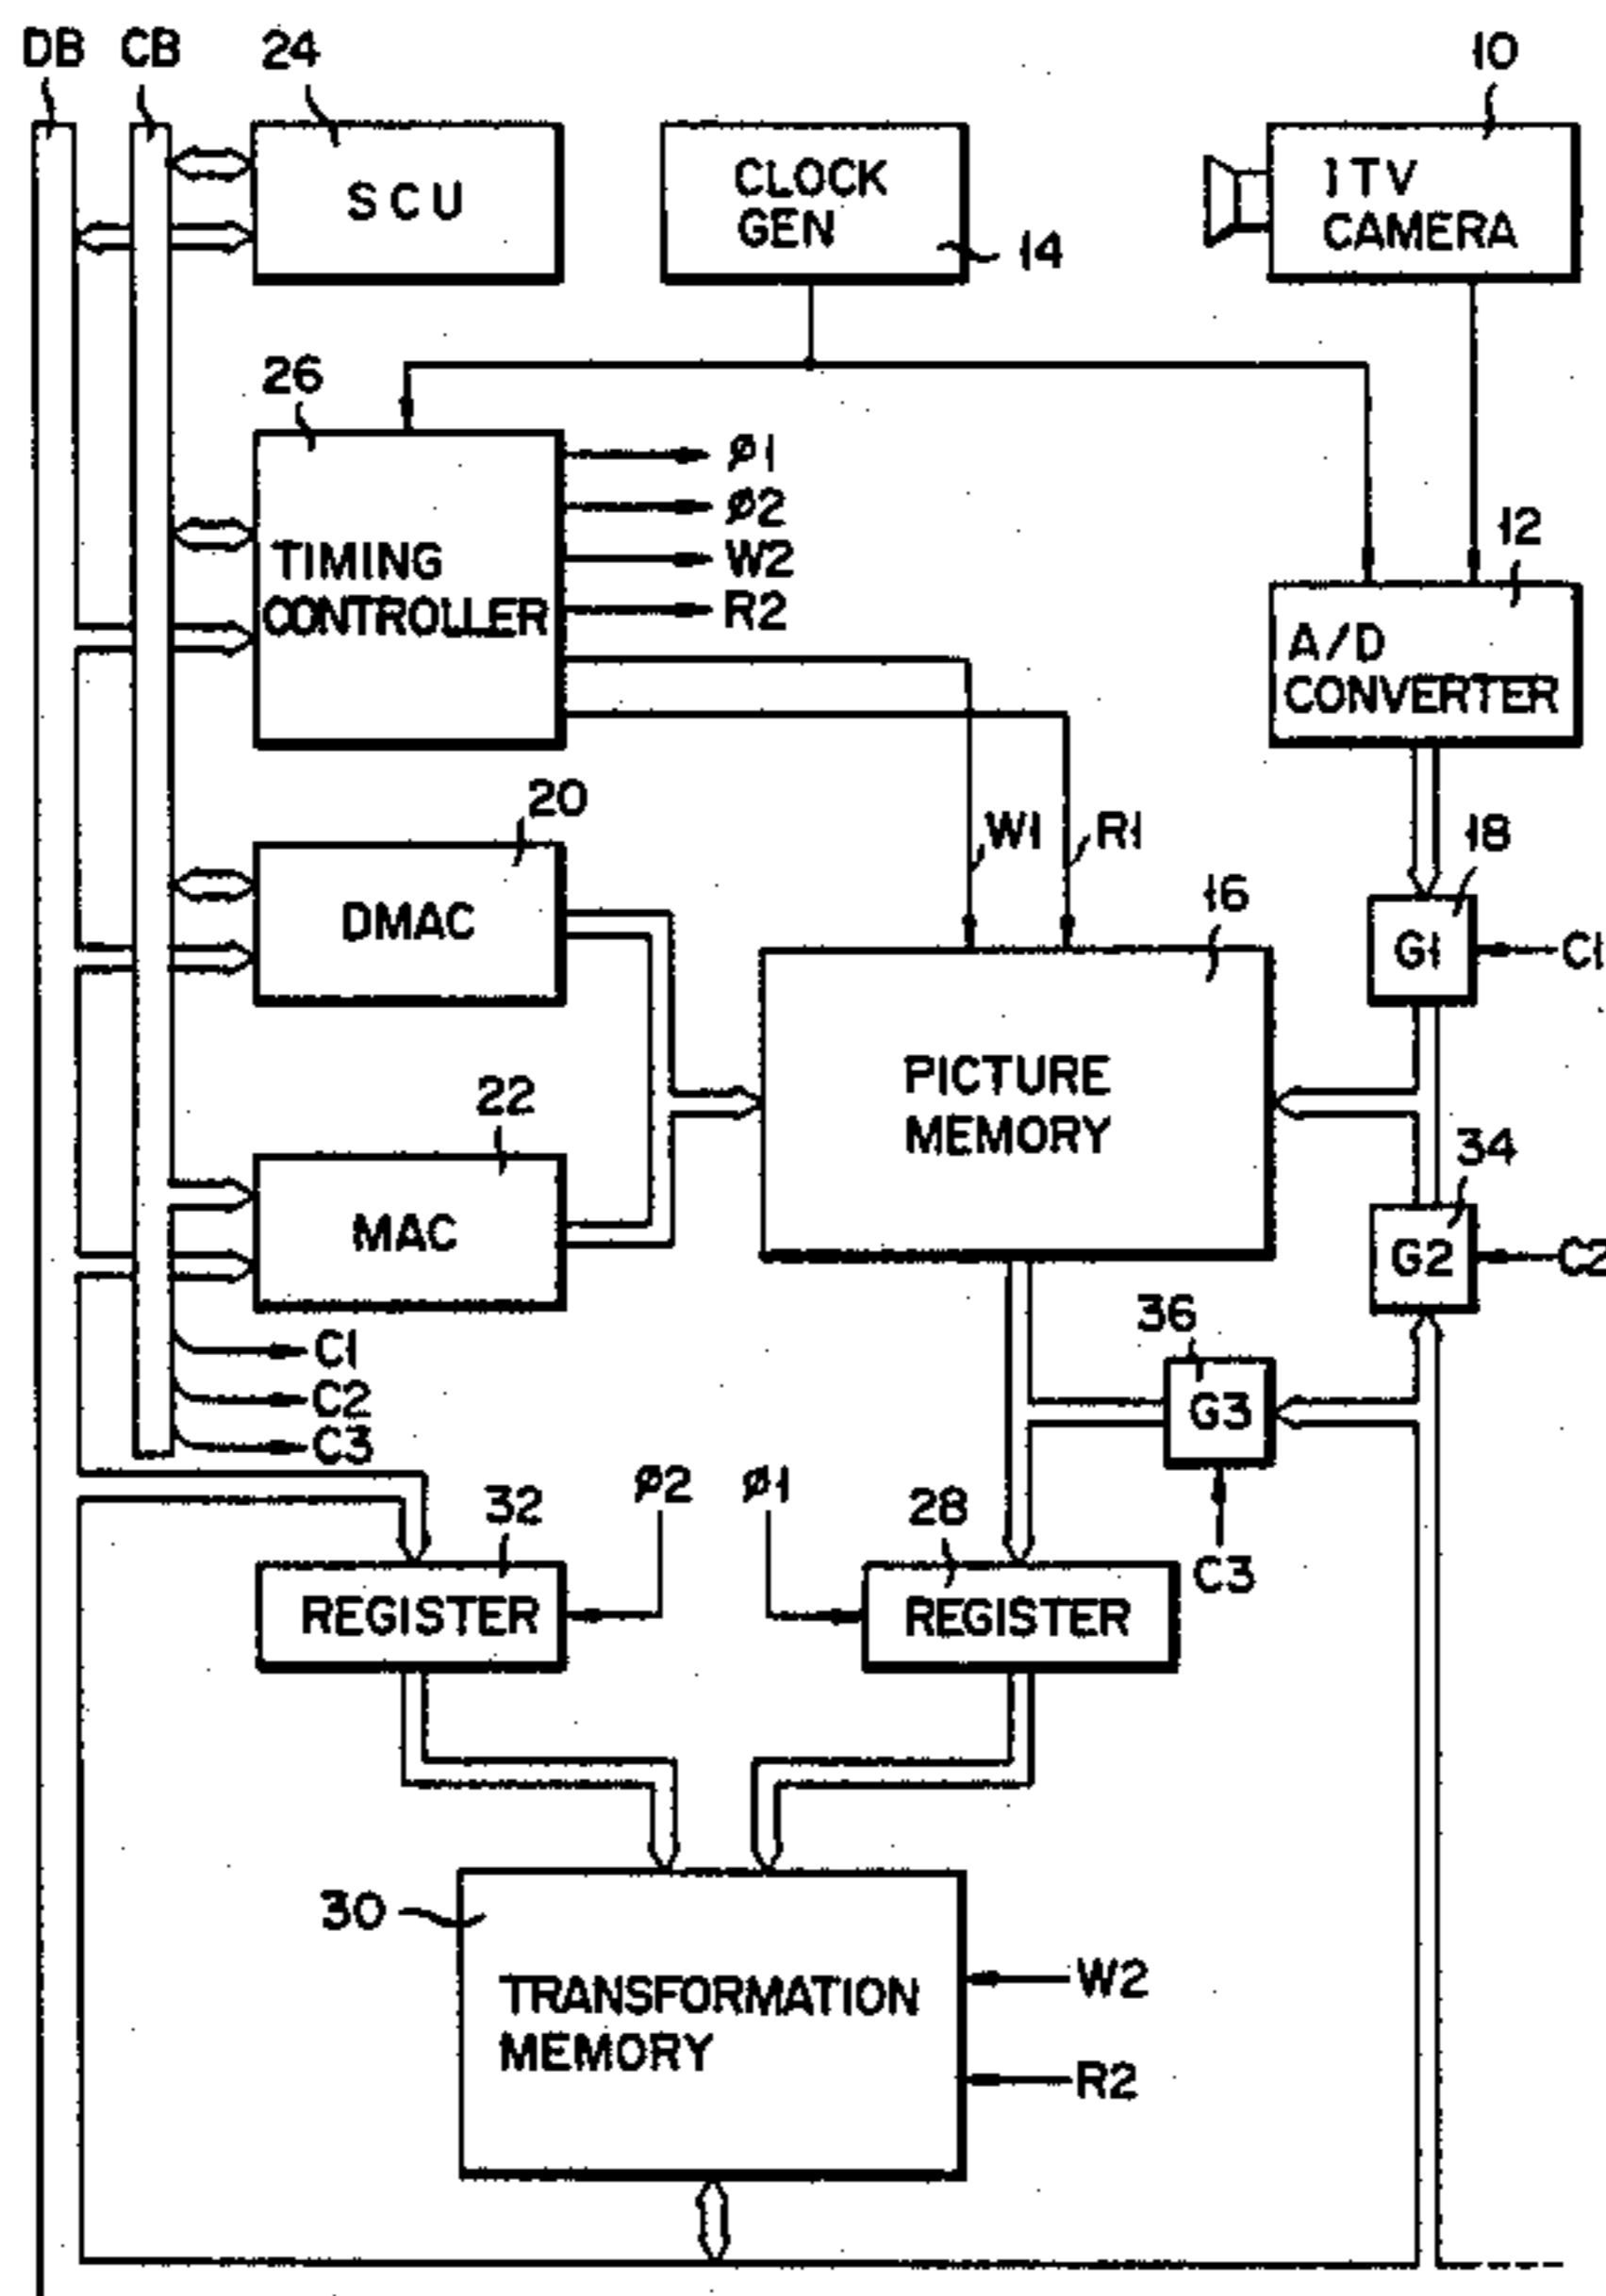 DB CB 24 10
SCU
CLOCK
GEN
14
ITV
CAMERA
26
Ø1
Ø2
W2
R2
TIMING
CONTROLLER
12
A/D
CONVERTER
20
W1 R1
18
DMAC
16
G1 C1
PICTURE
MEMORY
22
34
MAC
G2 C2
36
C1
C2
C3
G3
32 Ø2 Ø1 28
C3
REGISTER REGISTER
30
W2
TRANSFORMATION
MEMORY
R2